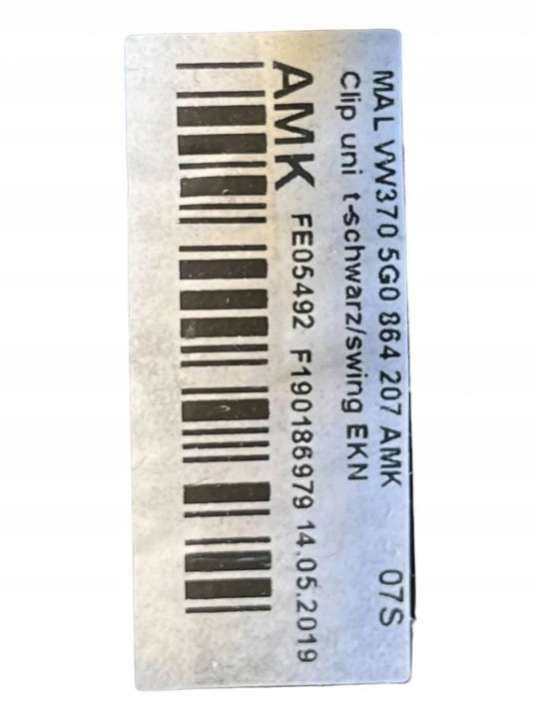 MAL VW370 5G0 864 207 AMK 07S
Clip uni t-schwarz/swing EKN
AMK FE05492 F190186979 14.05.2019